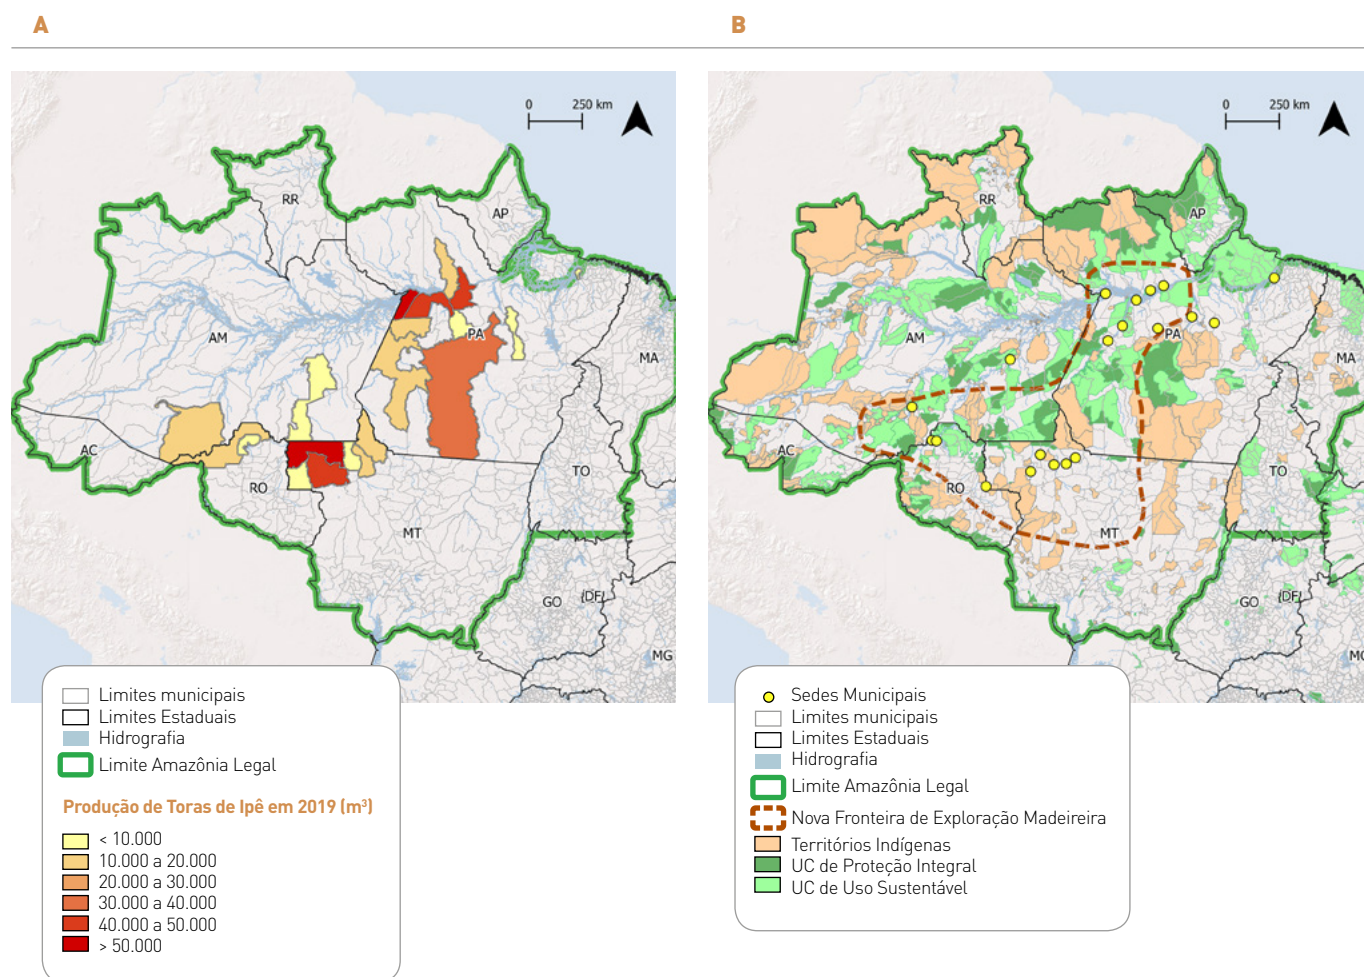 A
B
0 250 km
RR
AP
AM
PA
MA
AC
RO
TO
MT
GO
DF
MG
Limites municipais
Limites Estaduais
Hidrografia
Limite Amazônia Legal
Produção de Toras de Ipê em 2019 (m³)
< 10.000
10.000 a 20.000
20.000 a 30.000
30.000 a 40.000
40.000 a 50.000
> 50.000
0 250 km
RR
AP
AM
PA
MA
AC
RO
TO
MT
GO
DF
Sedes Municipais
Limites municipais
Limites Estaduais
Hidrografia
Limite Amazônia Legal
Nova Fronteira de Exploração Madeireira
Territórios Indígenas
UC de Proteção Integral
UC de Uso Sustentável